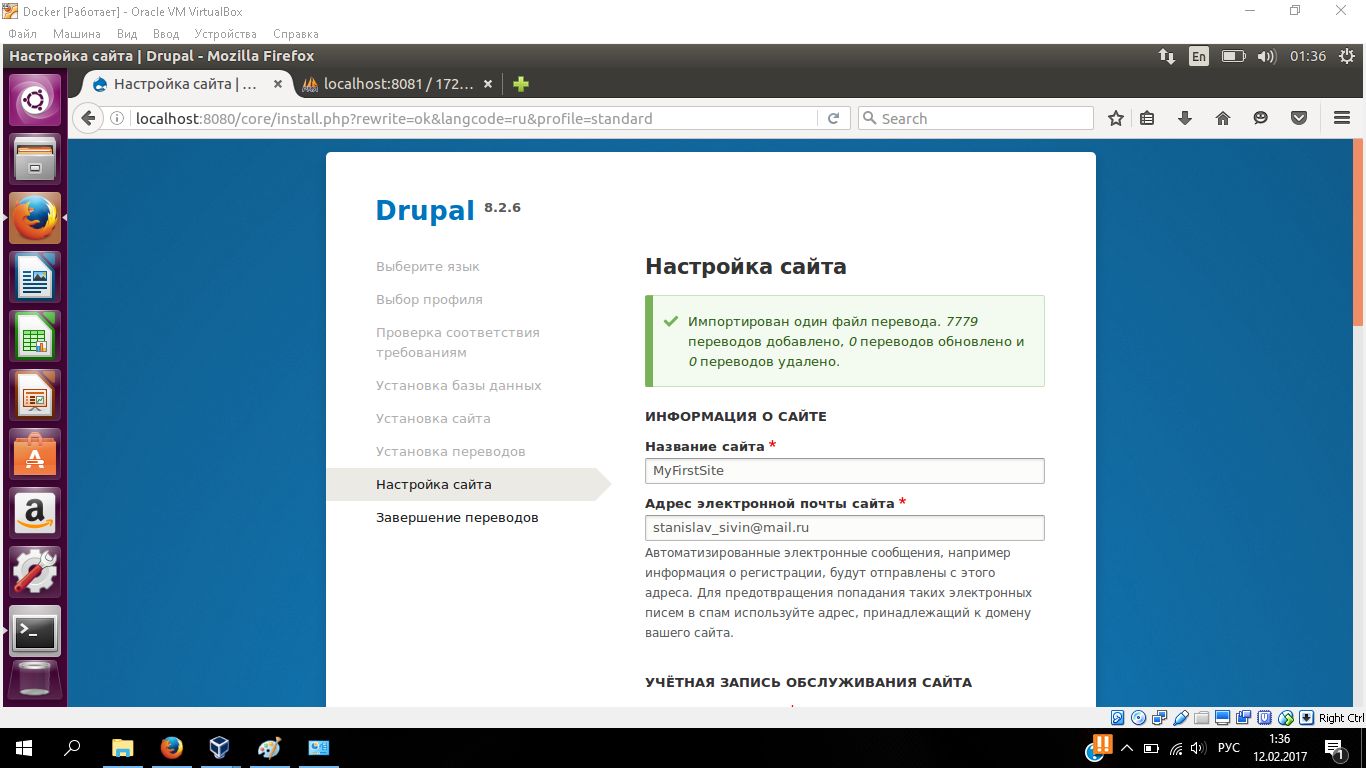 Docker [Работает] - Oracle VM VirtualBox
Файл Машина Вид Ввод Устройства Справка
Настройка сайта | Drupal - Mozilla Firefox
En
01:36
Настройка сайта | ...
localhost:8081 / 172...
localhost:8080/core/install.php?rewrite=ok&langcode=ru&profile=standard
Search
Drupal 8.2.6
Выберите язык
Выбор профиля
Проверка соответствия
требованиям
Установка базы данных
Установка сайта
Установка переводов
Настройка сайта
Завершение переводов
Настройка сайта
Импортирован один файл перевода. 7779
переводов добавлено, 0 переводов обновлено и
0 переводов удалено.
ИНФОРМАЦИЯ О САЙТЕ
Название сайта *
MyFirstSite
Адрес электронной почты сайта *
stanislav_sivin@mail.ru
Автоматизированные электронные сообщения, например
информация о регистрации, будут отправлены с этого
адреса. Для предотвращения попадания таких электронных
писем в спам используйте адрес, принадлежащий к домену
вашего сайта.
УЧЁТНАЯ ЗАПИСЬ ОБСЛУЖИВАНИЯ САЙТА
Right Ctrl
РУС
1:36
12.02.2017
1